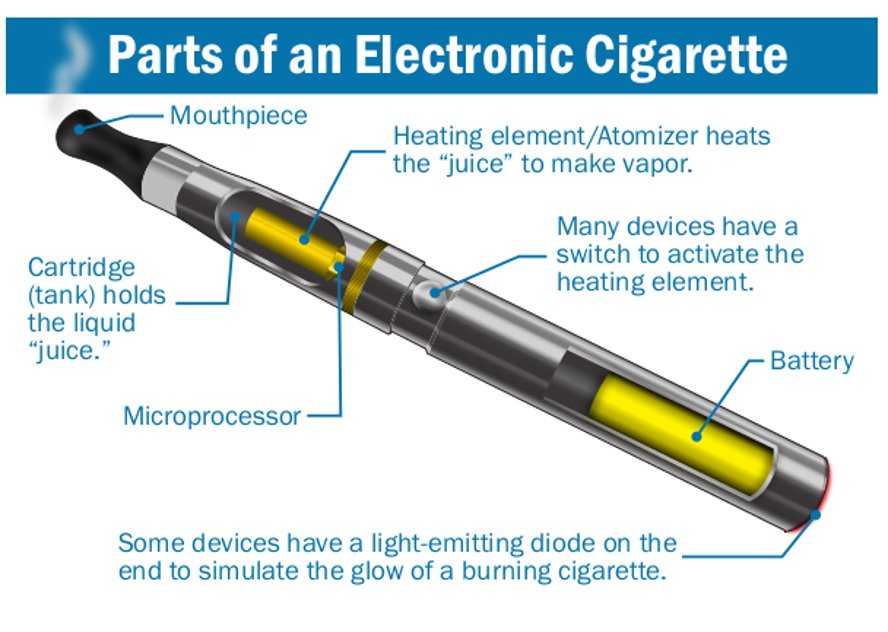 Parts of an Electronic Cigarette
Mouthpiece
Heating element/Atomizer heats
the “juice” to make vapor.
Many devices have a
switch to activate the
heating element.
Cartridge
(tank) holds
the liquid
“juice.”
Battery
Microprocessor
Some devices have a light-emitting diode on the
end to simulate the glow of a burning cigarette.